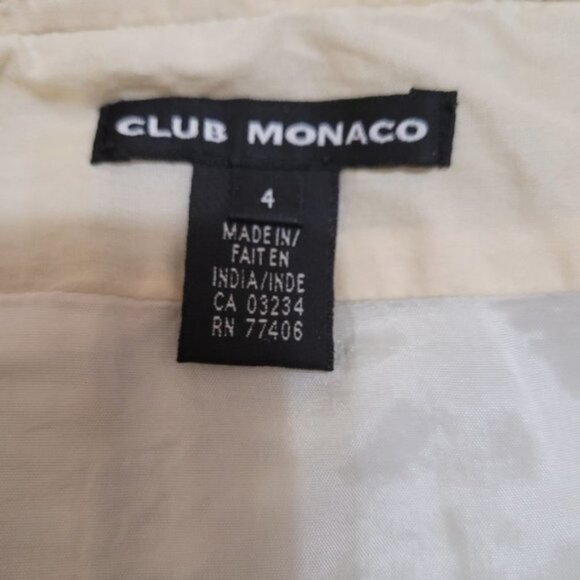 CLUB MONACO
4
MADE IN/
FAIT EN
INDIA/INDE
CA 03234
RN 77406